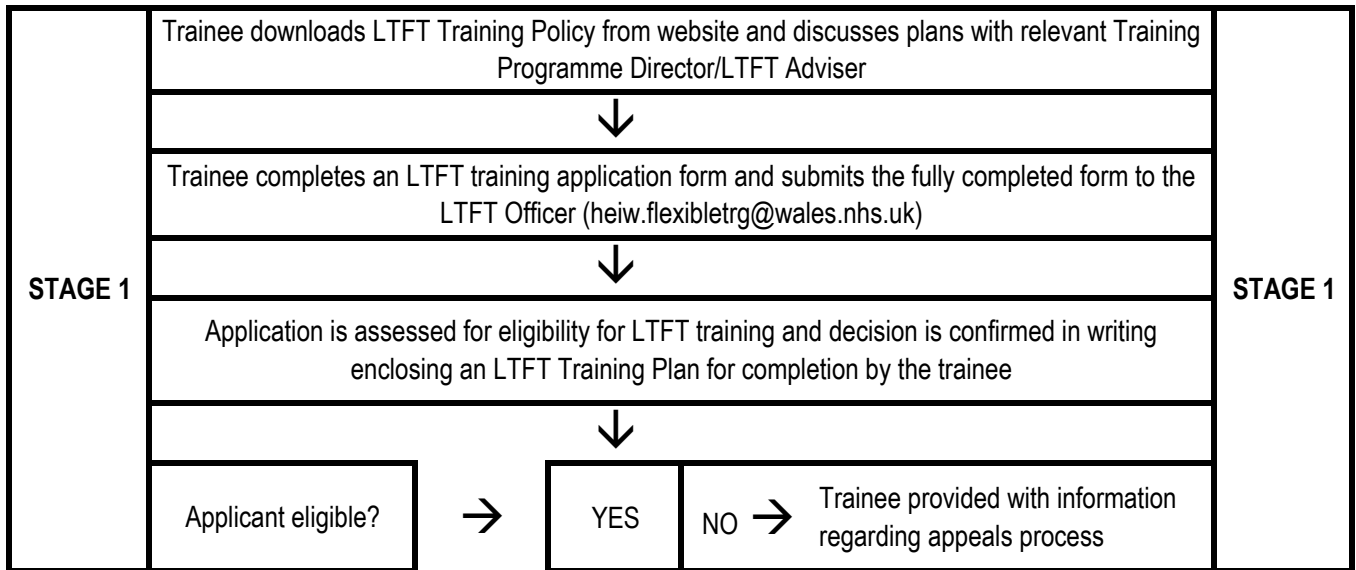 Trainee downloads LTFT Training Policy from website and discusses plans with relevant Training
Programme Director/LTFT Adviser
↓
Trainee completes an LTFT training application form and submits the fully completed form to the
LTFT Officer (heiw.flexibletrg@wales.nhs.uk)
↓
STAGE 1
STAGE 1
Application is assessed for eligibility for LTFT training and decision is confirmed in writing
enclosing an LTFT Training Plan for completion by the trainee
↓
Applicant eligible?
→
YES
NO →
Trainee provided with information
regarding appeals process